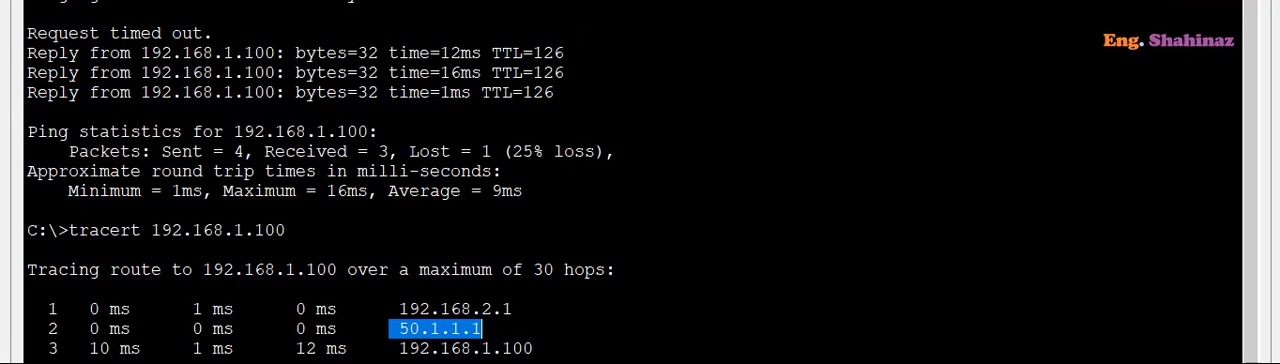 Request timed out.
Eng. Shahinaz
Reply from 192.168.1.100: bytes=32 time=12ms TTL=126
Reply from 192.168.1.100: bytes=32 time=16ms TTL=126
Reply from 192.168.1.100: bytes=32 time=1ms TTL=126
Ping statistics for 192.168.1.100:
Packets: Sent = 4, Received = 3, Lost = 1 (25% loss),
Approximate round trip times in milli-seconds:
Minimum = 1ms, Maximum = 16ms, Average = 9ms
C:\>tracert 192.168.1.100
Tracing route to 192.168.1.100 over a maximum of 30 hops:
1 0 ms 1 ms 0 ms 192.168.2.1
2 0 ms 0 ms 0 ms 50.1.1.1
3 10 ms 1 ms 12 ms 192.168.1.100